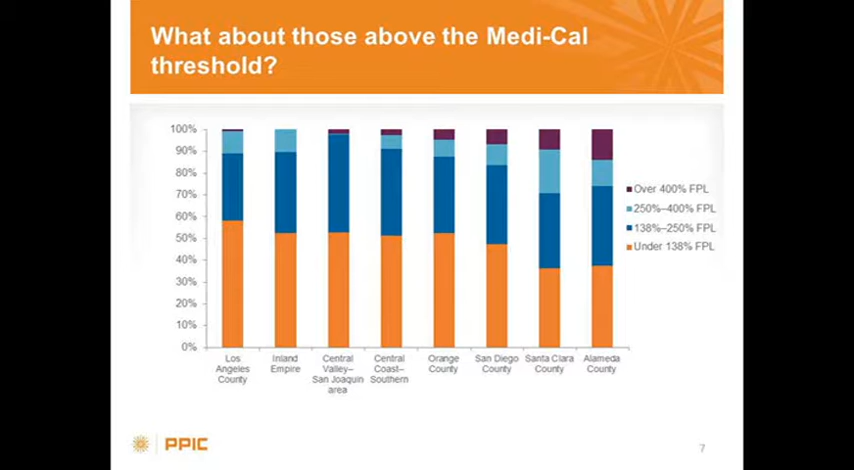 What about those above the Medi-Cal
threshold?
100%
90%
80%
70%
60%
50%
40%
30%
20%
10%
0%
Over 400% FPL
250%–400% FPL
138%–250% FPL
Under 138% FPL
Los
Angeles
County
Inland
Empire
Central
Valley–
San Joaquin
area
Central
Coast–
Southern
Orange
County
San Diego
County
Santa Clara
County
Alameda
County
PPIC
7